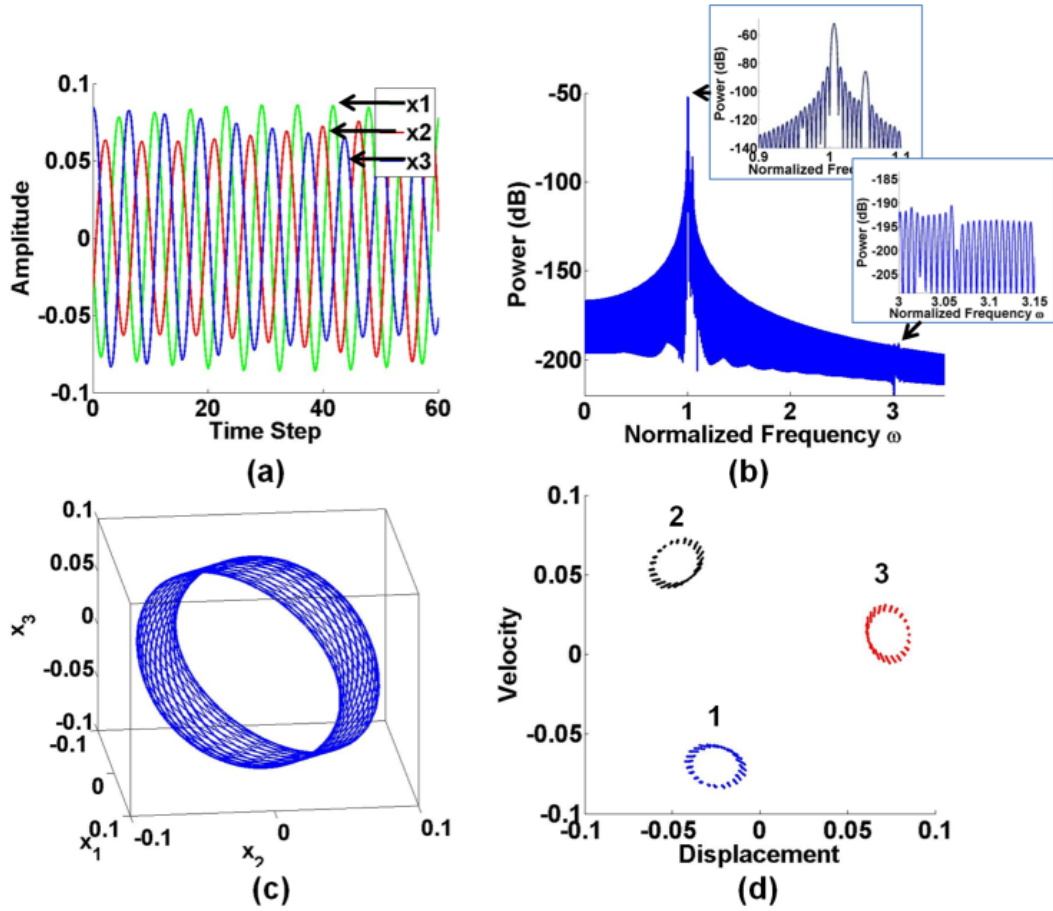 0.1
0.05
0
-0.05
-0.1
Amplitude
0
20
40
60
Time Step
x1
x2
x3
(a)
-50
-100
-150
-200
Power (dB)
0
1
2
3
Normalized Frequency ω
-60
-80
-100
-120
-140
Power (dB)
0.9
1
1.1
Normalized Freque
-185
-190
-195
-200
-205
Power (dB)
3
3.05
3.1
3.15
Normalized Frequency ω
(b)
0.1
0.05
0
-0.05
-0.1
x3
-0.1
0
0.1
x1
-0.1
0
0.1
x2
(c)
0.1
0.05
0
-0.05
-0.1
Velocity
2
3
1
-0.1
-0.05
0
0.05
0.1
Displacement
(d)